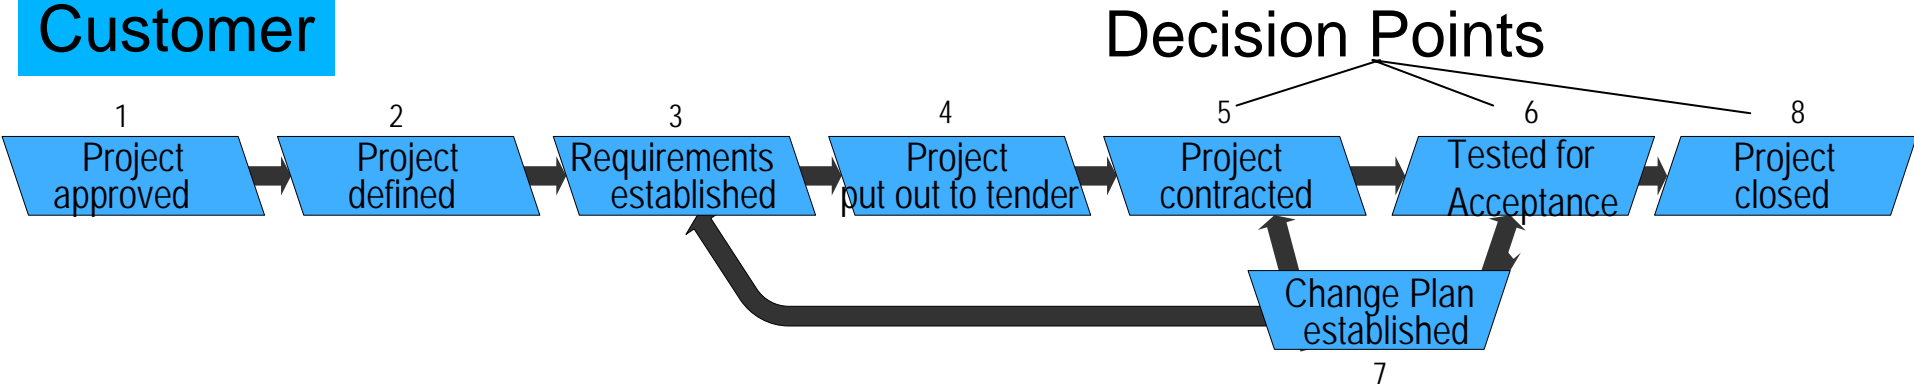 Customer
Decision Points
1
2
3
4
5
6
8
Project
approved
Project
defined
Requirements
established
Project
put out to tender
Project
contracted
Tested for
Acceptance
Project
closed
Change Plan
established
7